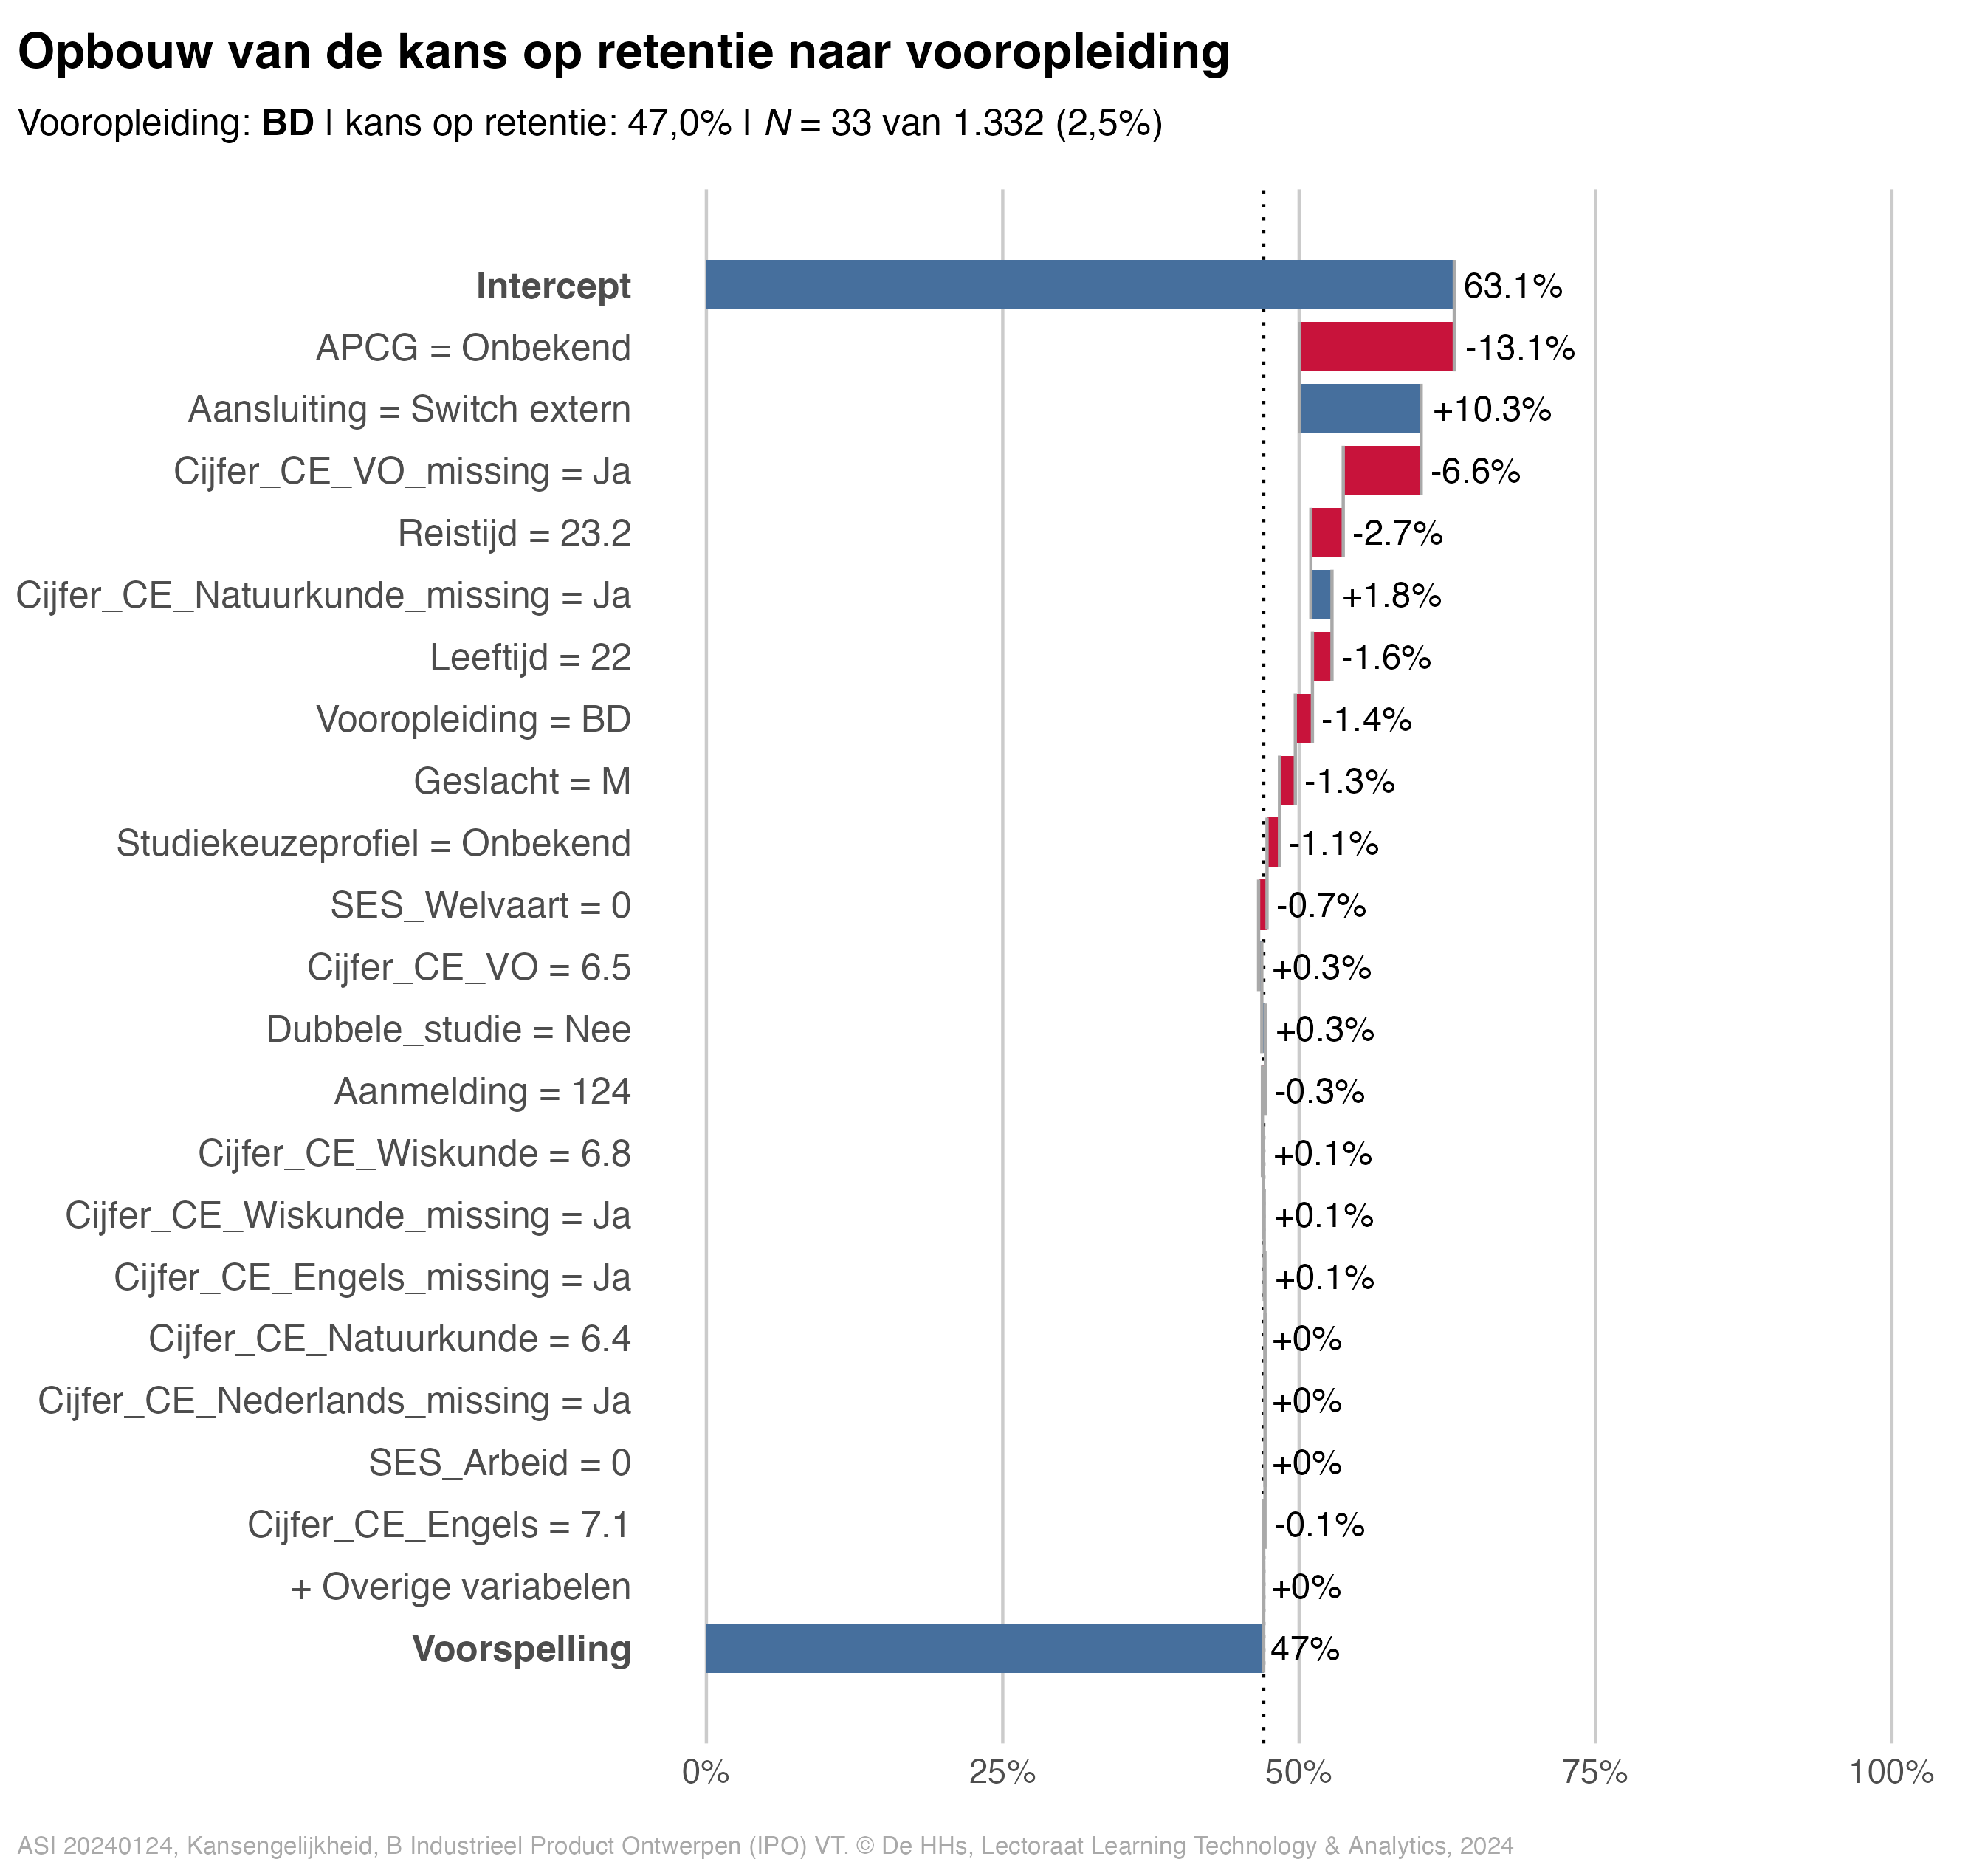 Opbouw van de kans op retentie naar vooropleiding
Vooropleiding: BD | kans op retentie: 47,0% | N = 33 van 1.332 (2,5%)
Intercept 63.1%
APCG = Onbekend -13.1%
Aansluiting = Switch extern +10.3%
Cijfer_CE_VO_missing = Ja -6.6%
Reistijd = 23.2 -2.7%
Cijfer_CE_Natuurkunde_missing = Ja +1.8%
Leeftijd = 22 -1.6%
Vooropleiding = BD -1.4%
Geslacht = M -1.3%
Studiekeuzeprofiel = Onbekend -1.1%
SES_Welvaart = 0 -0.7%
Cijfer_CE_VO = 6.5 +0.3%
Dubbele_studie = Nee +0.3%
Aanmelding = 124 -0.3%
Cijfer_CE_Wiskunde = 6.8 +0.1%
Cijfer_CE_Wiskunde_missing = Ja +0.1%
Cijfer_CE_Engels_missing = Ja +0.1%
Cijfer_CE_Natuurkunde = 6.4 +0%
Cijfer_CE_Nederlands_missing = Ja +0%
SES_Arbeid = 0 +0%
Cijfer_CE_Engels = 7.1 -0.1%
+ Overige variabelen +0%
Voorspelling 47%
0% 25% 50% 75% 100%
ASI 20240124, Kansengelijkheid, B Industrieel Product Ontwerpen (IPO) VT. © De HHs, Lectoraat Learning Technology & Analytics, 2024